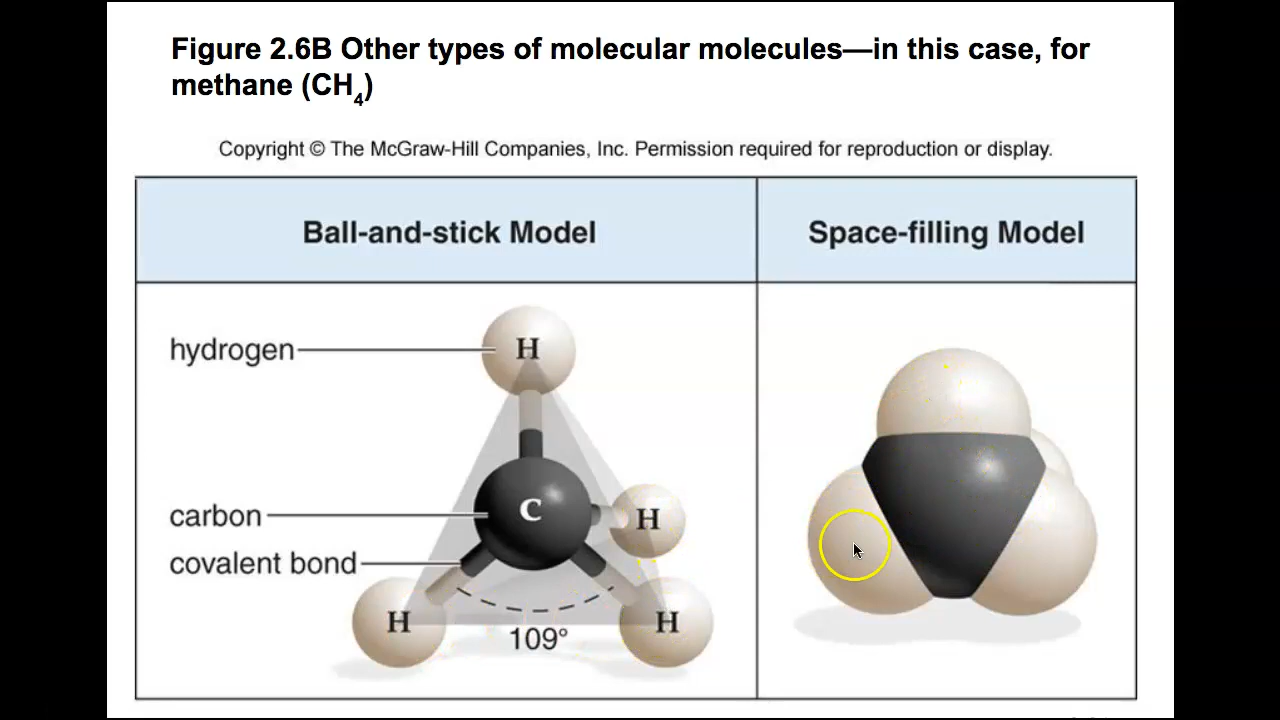 Figure 2.6B Other types of molecular molecules—in this case, for
methane (CH₄)
Copyright © The McGraw-Hill Companies, Inc. Permission required for reproduction or display.
Ball-and-stick Model
Space-filling Model
hydrogen
H
carbon
C
H
covalent bond
H
H
109°